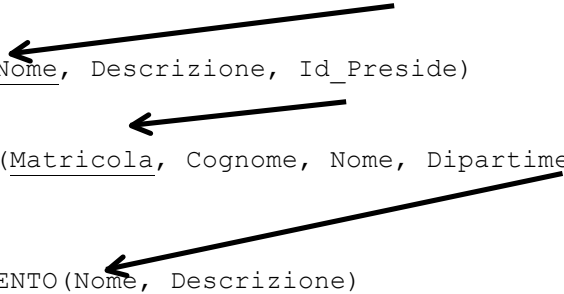 Nome, Descrizione, Id_Preside)
(Matricola, Cognome, Nome, Dipartime
ENTO(Nome, Descrizione)